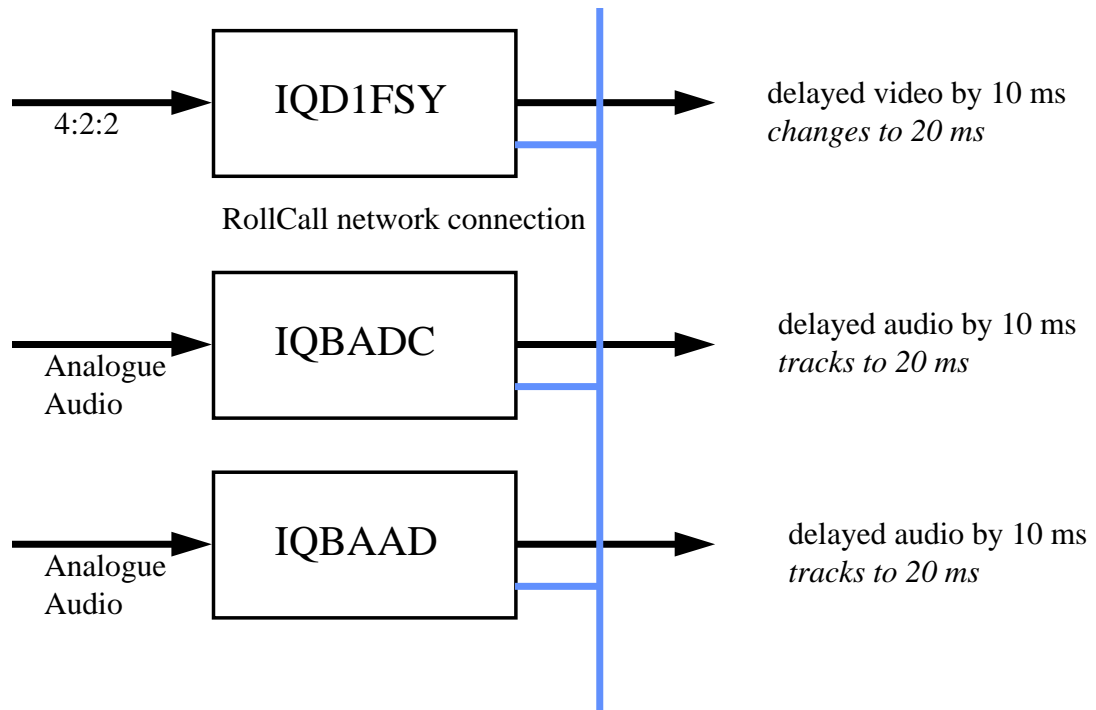 IQD1FSY
4:2:2
delayed video by 10 ms
changes to 20 ms
RollCall network connection
IQBADC
Analogue
Audio
delayed audio by 10 ms
tracks to 20 ms
IQBAAD
Analogue
Audio
delayed audio by 10 ms
tracks to 20 ms